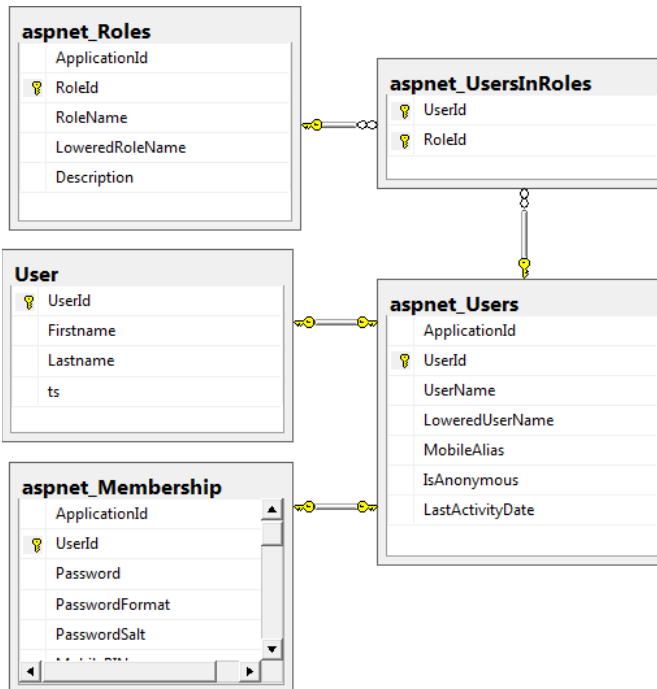 aspnet_Roles
ApplicationId
RoleId
RoleName
LoweredRoleName
Description
aspnet_UsersInRoles
UserId
RoleId
User
UserId
Firstname
Lastname
ts
aspnet_Users
ApplicationId
UserId
UserName
LoweredUserName
MobileAlias
IsAnonymous
LastActivityDate
aspnet_Membership
ApplicationId
UserId
Password
PasswordFormat
PasswordSalt